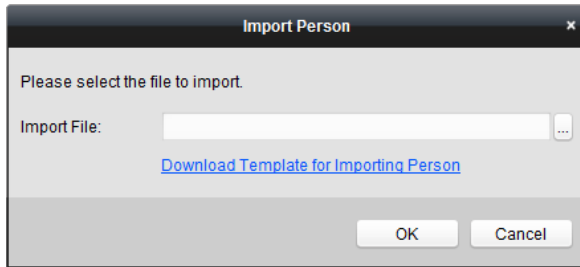 Import Person
×
Please select the file to import.
Import File:
...
Download Template for Importing Person
OK Cancel